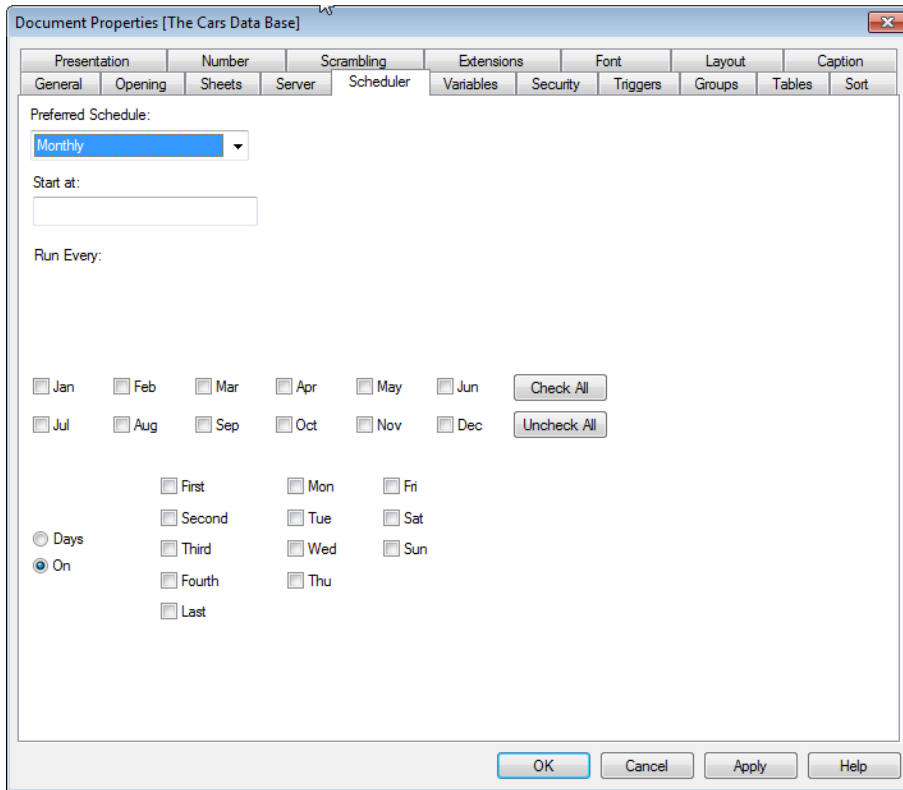 Document Properties [The Cars Data Base]
Presentation Number Scrambling Extensions Font Layout Caption
General Opening Sheets Server Scheduler Variables Security Triggers Groups Tables Sort
Preferred Schedule:
Monthly
Start at:
Run Every:
Jan Feb Mar Apr May Jun Check All
Jul Aug Sep Oct Nov Dec Uncheck All
First Mon Fri
Second Tue Sat
Days
Third Wed Sun
On
Fourth Thu
Last
OK Cancel Apply Help